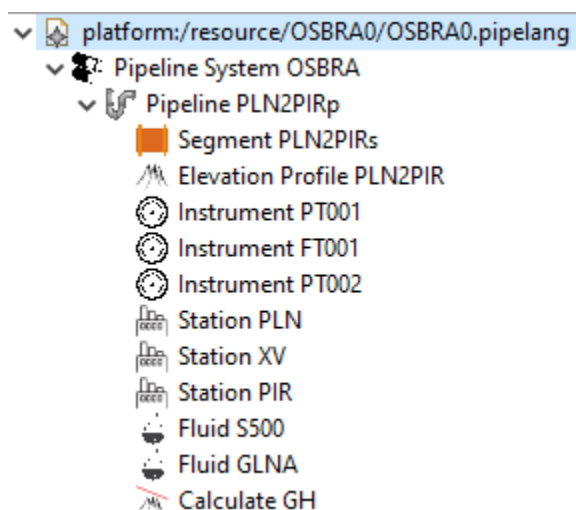 platform:/resource/OSBRA0/OSBRA0.pipelang
Pipeline System OSBRA
Pipeline PLN2PIRp
Segment PLN2PIRs
Elevation Profile PLN2PIR
Instrument PT001
Instrument FT001
Instrument PT002
Station PLN
Station XV
Station PIR
Fluid S500
Fluid GLNA
Calculate GH